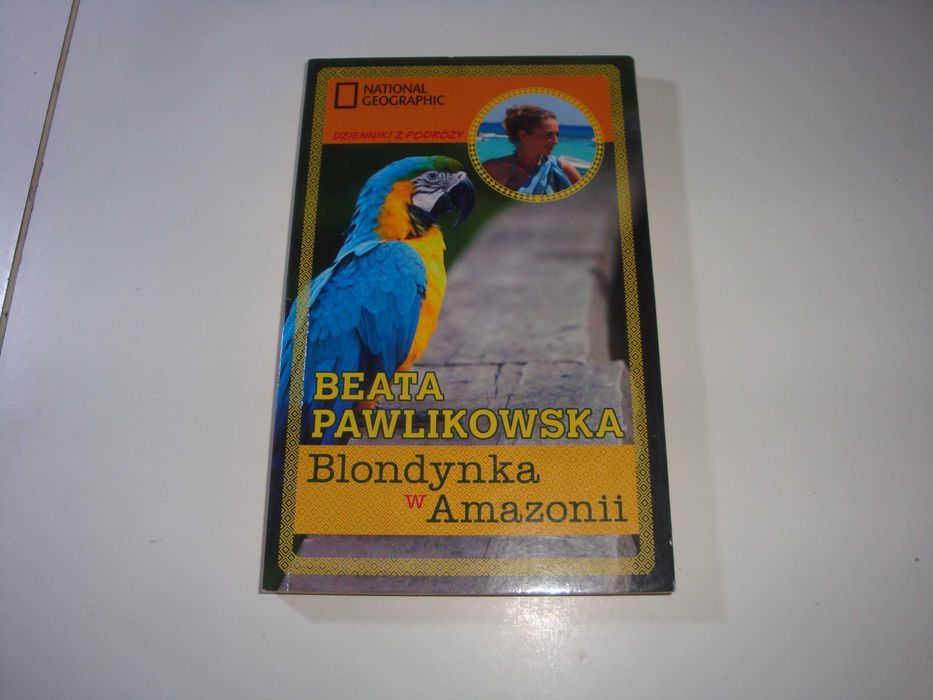 NATIONAL
GEOGRAPHIC
DZIENNIKI Z PODRÓŻY
BEATA
PAWLIKOWSKA
Blondynka
w Amazonii